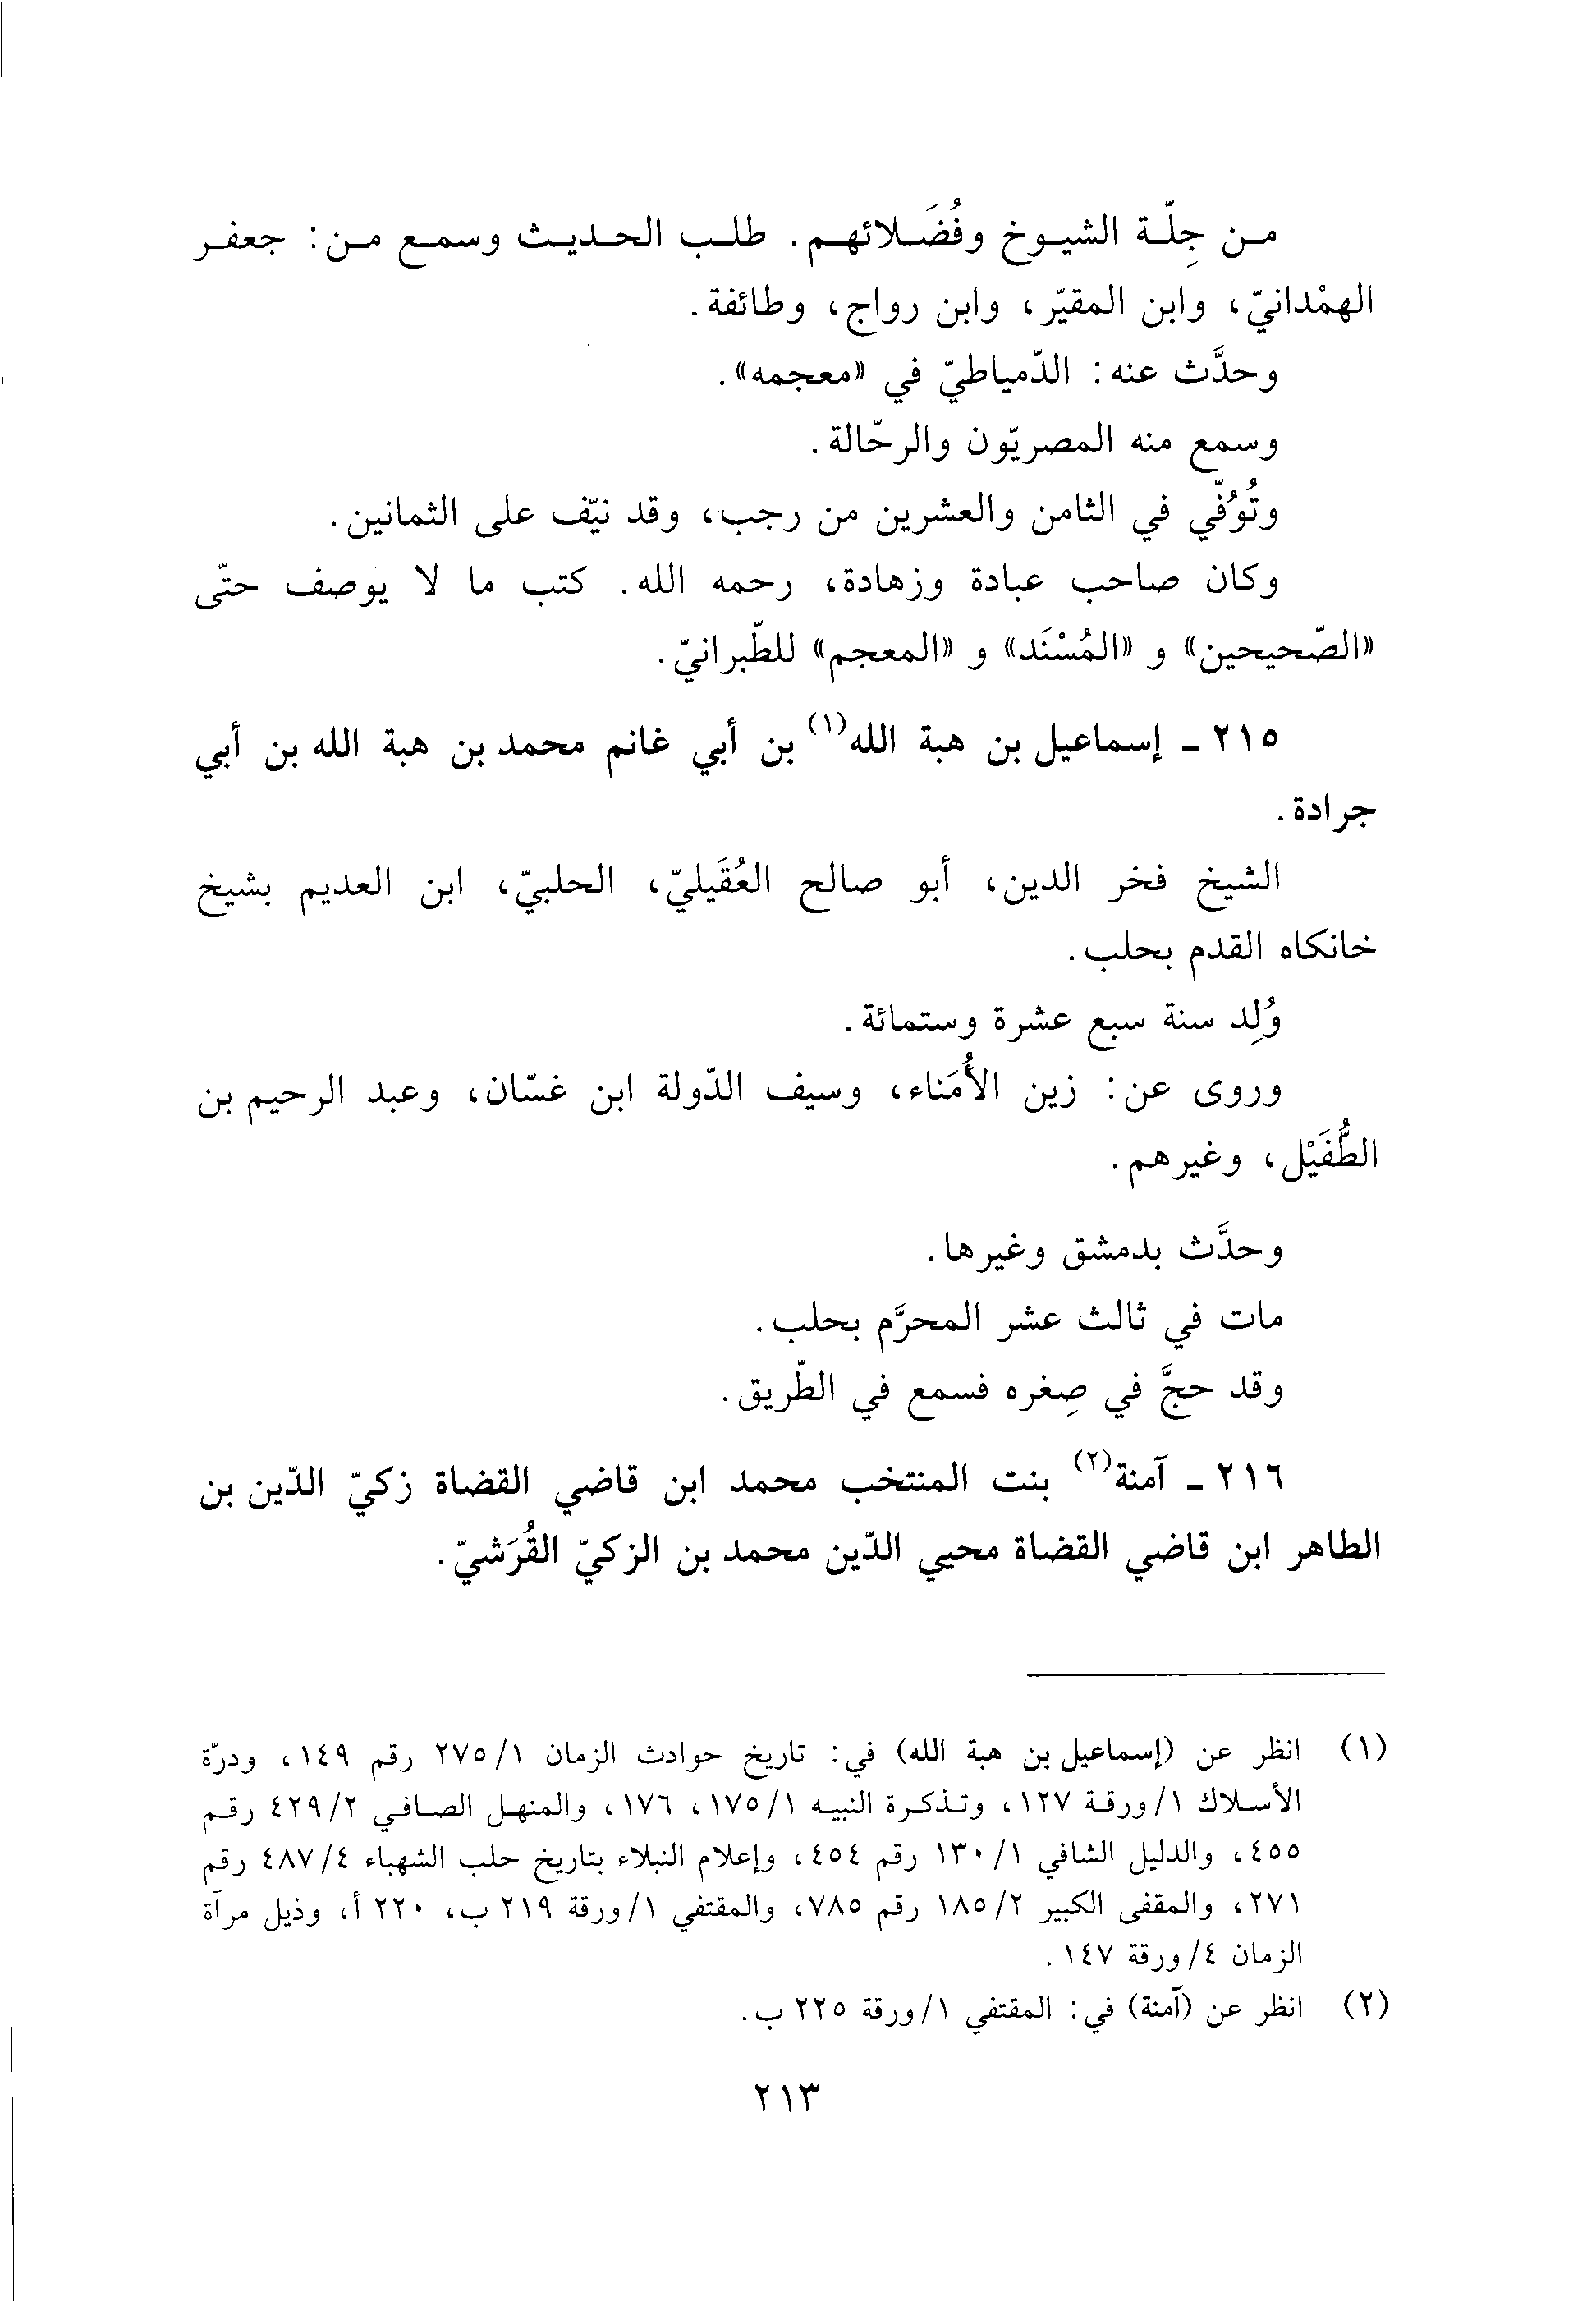 من جِلّة الشيوخ وفُضَلائهم. طلب الحديث وسمع من: جعفر
الهمْدانيّ، وابن المقيّر، وابن رواج، وطائفة.
وحدَّث عنه: الدّمياطيّ في «معجمه».
وسمع منه المصريّون والرحّالة.
وتُوُفّي في الثامن والعشرين من رجب، وقد نيّف على الثمانين.
وكان صاحب عبادة وزهادة، رحمه الله. كتب ما لا يوصف حتّى
«الصّحيحين» و «المُسْنَد» و «المعجم» للطّبرانيّ.
٢١٥ ـ إسماعيل بن هبة الله(١) بن أبي غانم محمد بن هبة الله بن أبي
جرادة.
الشيخ فخر الدين، أبو صالح العُقَيليّ، الحلبيّ، ابن العديم بشيخ
خانكاه القدم بحلب.
وُلِد سنة سبع عشرة وستمائة.
وروى عن: زين الأُمَناء، وسيف الدّولة ابن غسّان، وعبد الرحيم بن
الطُّفَيْل، وغيرهم.
وحدَّث بدمشق وغيرها.
مات في ثالث عشر المحرَّم بحلب.
وقد حجَّ في صِغره فسمع في الطّريق.
٢١٦ ـ آمنة(٢) بنت المنتخب محمد ابن قاضي القضاة زكيّ الدّين بن
الطاهر ابن قاضي القضاة محيي الدّين محمد بن الزكيّ القُرَشيّ.
(١) انظر عن (إسماعيل بن هبة الله) في: تاريخ حوادث الزمان ١/٢٧٥ رقم ١٤٩، ودرّة
الأسلاك ١/ورقة ١٢٧، وتذكرة النبيه ١/١٧٥، ١٧٦، والمنهل الصافي ٢/٤٢٩ رقم
٤٥٥، والدليل الشافي ١/١٣٠ رقم ٤٥٤، وإعلام النبلاء بتاريخ حلب الشهباء ٤/٤٨٧ رقم
٢٧١، والمقفى الكبير ٢/١٨٥ رقم ٧٨٥، والمقتفي ١/ورقة ٢١٩ ب، ٢٢٠ أ، وذيل مرآة
الزمان ٤/ورقة ١٤٧.
(٢) انظر عن (آمنة) في: المقتفي ١/ورقة ٢٢٥ ب.
٢١٣